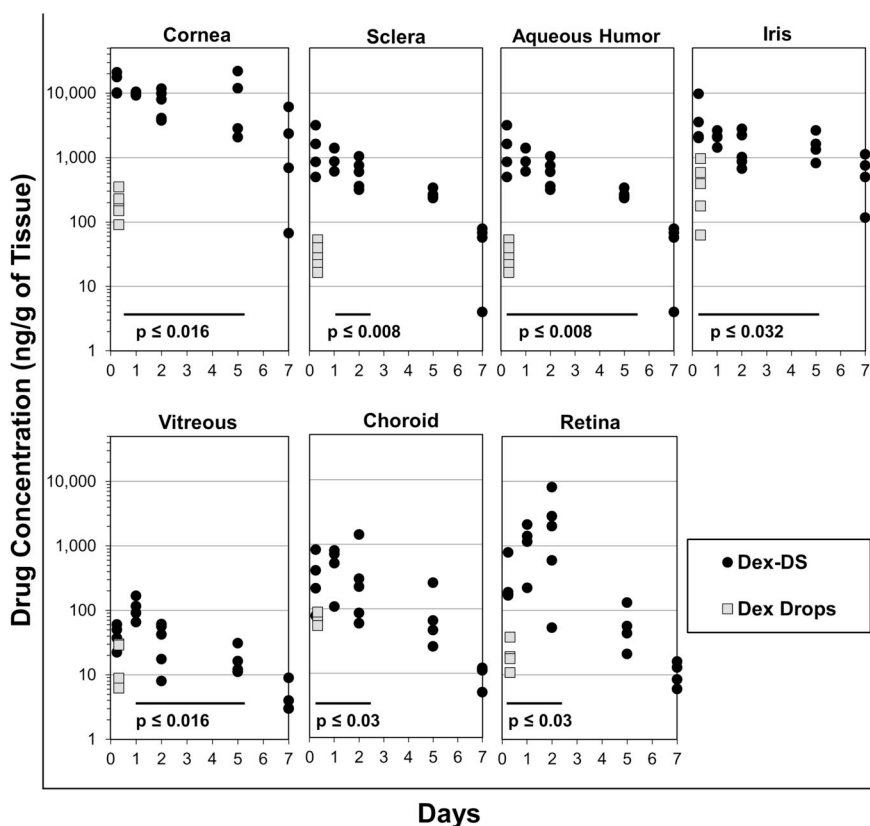 Drug Concentration (ng/g of Tissue)
Cornea
Sclera
Aqueous Humor
Iris
10,000
1,000
100
10
1
p ≤ 0.016
p ≤ 0.008
p ≤ 0.008
p ≤ 0.032
0 1 2 3 4 5 6 7
0 1 2 3 4 5 6 7
0 1 2 3 4 5 6 7
0 1 2 3 4 5 6 7
Vitreous
Choroid
Retina
10,000
1,000
100
10
1
p ≤ 0.016
p ≤ 0.03
p ≤ 0.03
0 1 2 3 4 5 6 7
0 1 2 3 4 5 6 7
0 1 2 3 4 5 6 7
Dex-DS
Dex Drops
Days